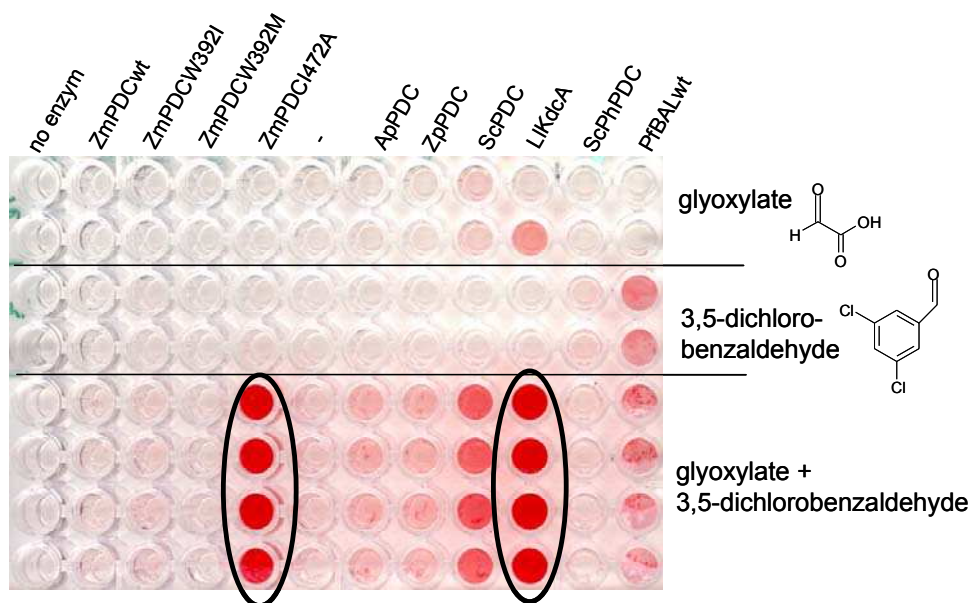 no enzym
ZmPDCwt
ZmPDCW392I
ZmPDCW392M
ZmPDCI472A
-
ApPDC
ZpPDC
ScPDC
LlKdcA
ScPhPDC
PfBALwt
glyoxylate
O
H
OH
O
3,5-dichloro-
benzaldehyde
O
Cl
Cl
glyoxylate +
3,5-dichlorobenzaldehyde